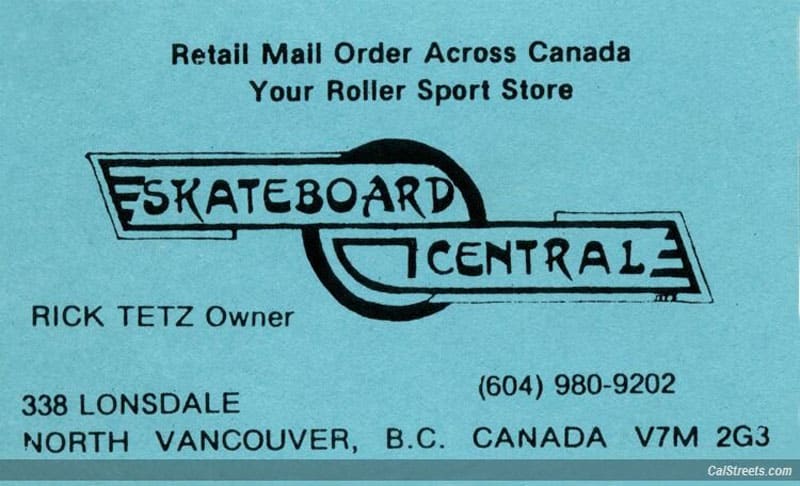 Retail Mail Order Across Canada
Your Roller Sport Store
SKATEBOARD
CENTRAL
RICK TETZ Owner
(604) 980-9202
338 LONSDALE
NORTH VANCOUVER, B.C. CANADA V7M 2G3
CalStreets.com